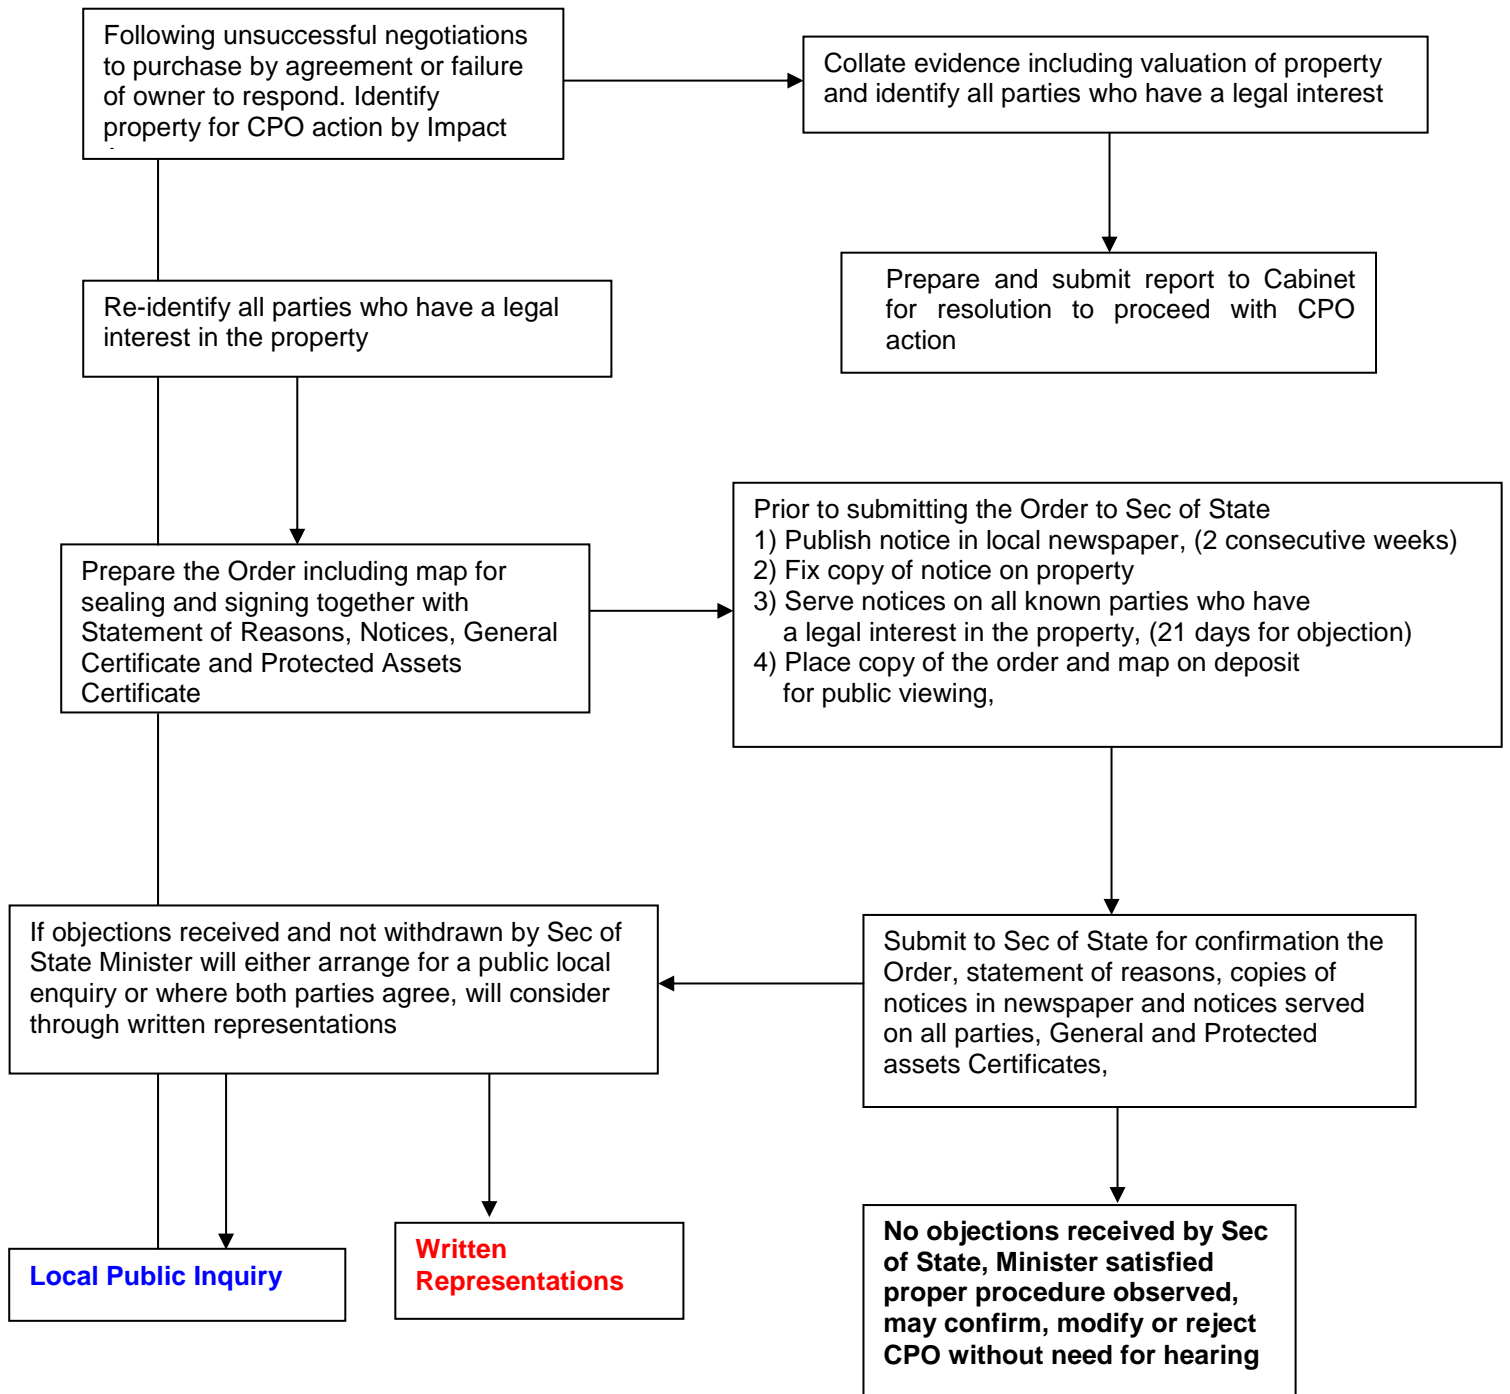 Following unsuccessful negotiations
to purchase by agreement or failure
of owner to respond. Identify
property for CPO action by Impact
Collate evidence including valuation of property
and identify all parties who have a legal interest
Prepare and submit report to Cabinet
for resolution to proceed with CPO
action
Re-identify all parties who have a legal
interest in the property
Prepare the Order including map for
sealing and signing together with
Statement of Reasons, Notices, General
Certificate and Protected Assets
Certificate
Prior to submitting the Order to Sec of State
1) Publish notice in local newspaper, (2 consecutive weeks)
2) Fix copy of notice on property
3) Serve notices on all known parties who have
a legal interest in the property, (21 days for objection)
4) Place copy of the order and map on deposit
for public viewing,
If objections received and not withdrawn by Sec of
State Minister will either arrange for a public local
enquiry or where both parties agree, will consider
through written representations
Submit to Sec of State for confirmation the
Order, statement of reasons, copies of
notices in newspaper and notices served
on all parties, General and Protected
assets Certificates,
Local Public Inquiry
Written
Representations
No objections received by Sec
of State, Minister satisfied
proper procedure observed,
may confirm, modify or reject
CPO without need for hearing